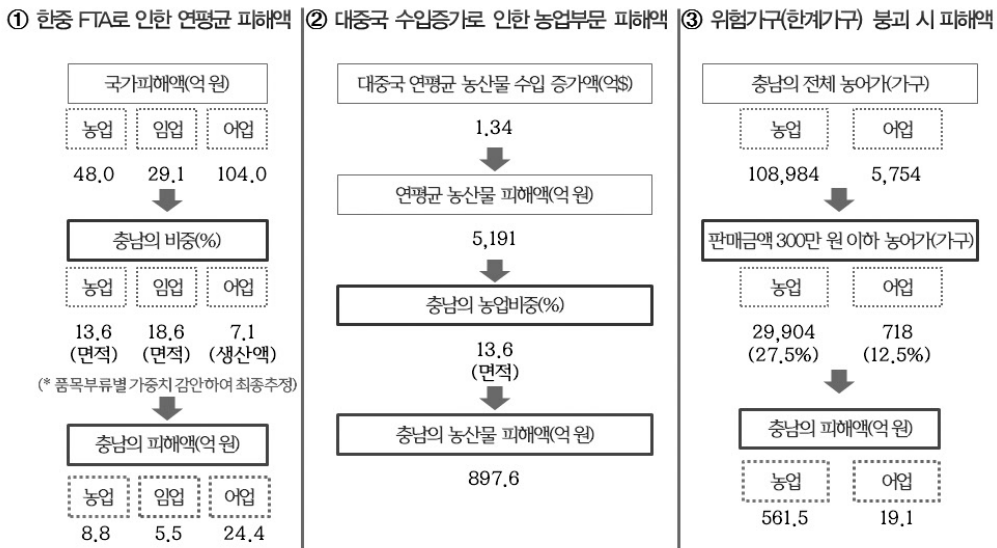 ① 한중 FTA로 인한 연평균 피해액
국가피해액(억 원)
농업 임업 어업
48.0 29.1 104.0
충남의 비중(%)
농업 임업 어업
13.6 18.6 7.1
(면적) (면적) (생산액)
(* 품목부류별 가중치 감안하여 최종추정)
충남의 피해액(억 원)
농업 임업 어업
8.8 5.5 24.4
② 대중국 수입증가로 인한 농업부문 피해액
대중국 연평균 농산물 수입 증가액(억$)
1.34
연평균 농산물 피해액(억 원)
5,191
충남의 농업비중(%)
13.6
(면적)
충남의 농산물 피해액(억 원)
897.6
③ 위험가구(한계가구) 붕괴 시 피해액
충남의 전체 농어가(가구)
농업 어업
108,984 5,754
판매금액 300만 원 이하 농어가(가구)
농업 어업
29,904 718
(27.5%) (12.5%)
충남의 피해액(억 원)
농업 어업
561.5 19.1